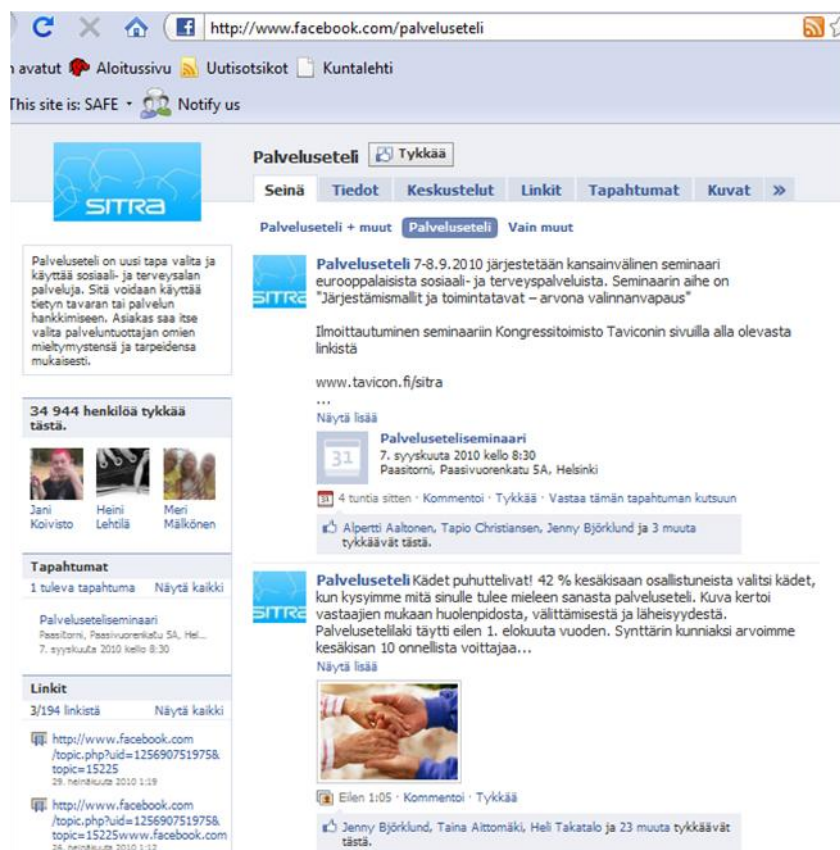 http://www.facebook.com/palveluseteli
n avatut Aloitussivu Uutisotsikot Kuntalehti
This site is: SAFE Notify us
SITRA
Palveluseteli Tykkää
Seinä Tiedot Keskustelut Linkit Tapahtumat Kuvat »
Palveluseteli + muut Palveluseteli Vain muut
Palveluseteli on uusi tapa valita ja
käyttää sosiaali- ja terveysalan
palveluja. Sitä voidaan käyttää
tietyn tavaran tai palvelun
hankkimiseen. Asiakas saa itse
valita palveluntuottajan omien
mieltymystensä ja tarpeidensa
mukaisesti.
34 944 henkilöä tykkää
tästä.
Jani
Koivisto
Heini
Lehtilä
Meri
Mälkönen
Tapahtumat
1 tuleva tapahtuma Näytä kaikki
Palveluseteliseminaari
Paasitorni, Paasivuorenkatu 5A, Hel...
7. syyskuuta 2010 kello 8:30
Linkit
3/194 linkistä Näytä kaikki
http://www.facebook.com
/topic.php?uid=125690751975&
topic=15225
29. heinäkuuta 2010 1:19
http://www.facebook.com
/topic.php?uid=125690751975&
topic=15225www.facebook.com
26. heinäkuuta 2010 1:12
SITRA
Palveluseteli 7-8.9.2010 järjestetään kansainvälinen seminaari
eurooppalaisista sosiaali- ja terveyspalveluista. Seminaarin aihe on
"Järjestämismallit ja toimintatavat – arvona valinnanvapaus"
Ilmoittautuminen seminaariin Kongressitoimisto Taviconin sivuilla alla olevasta
linkistä
www.tavicon.fi/sitra
...
Näytä lisää
31
Palveluseteliseminaari
7. syyskuuta 2010 kello 8:30
Paasitorni, Paasivuorenkatu 5A, Helsinki
31 4 tuntia sitten · Kommentoi · Tykkää · Vastaa tämän tapahtuman kutsuun
Alpertti Aaltonen, Tapio Christiansen, Jenny Björklund ja 3 muuta
tykkäävät tästä.
SITRA
Palveluseteli Kädet puhuttelivat! 42 % kesäkisaan osallistuneista valitsi kädet,
kun kysyimme mitä sinulle tulee mieleen sanasta palveluseteli. Kuva kertoi
vastaajien mukaan huolenpidosta, välittämisestä ja läheisyydestä.
Palvelusetelilaki täytti eilen 1. elokuuta vuoden. Synttärin kunniaksi arvoimme
kesäkisan 10 onnellista voittajaa...
Näytä lisää
Eilen 1:05 · Kommentoi · Tykkää
Jenny Björklund, Taina Aittomäki, Heli Takatalo ja 23 muuta tykkäävät
tästä.